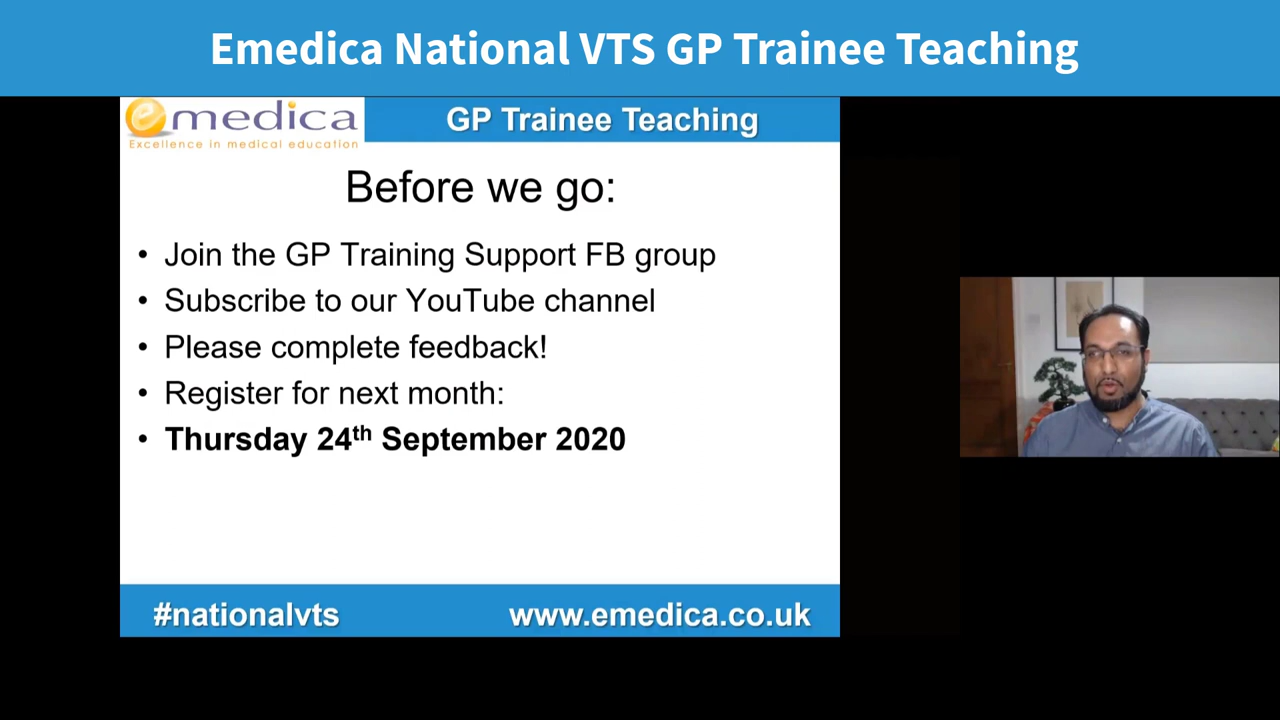 Emedica National VTS GP Trainee Teaching
emedica
Excellence in medical education
GP Trainee Teaching
Before we go:
• Join the GP Training Support FB group
• Subscribe to our YouTube channel
• Please complete feedback!
• Register for next month:
• Thursday 24th September 2020
#nationalvts
www.emedica.co.uk